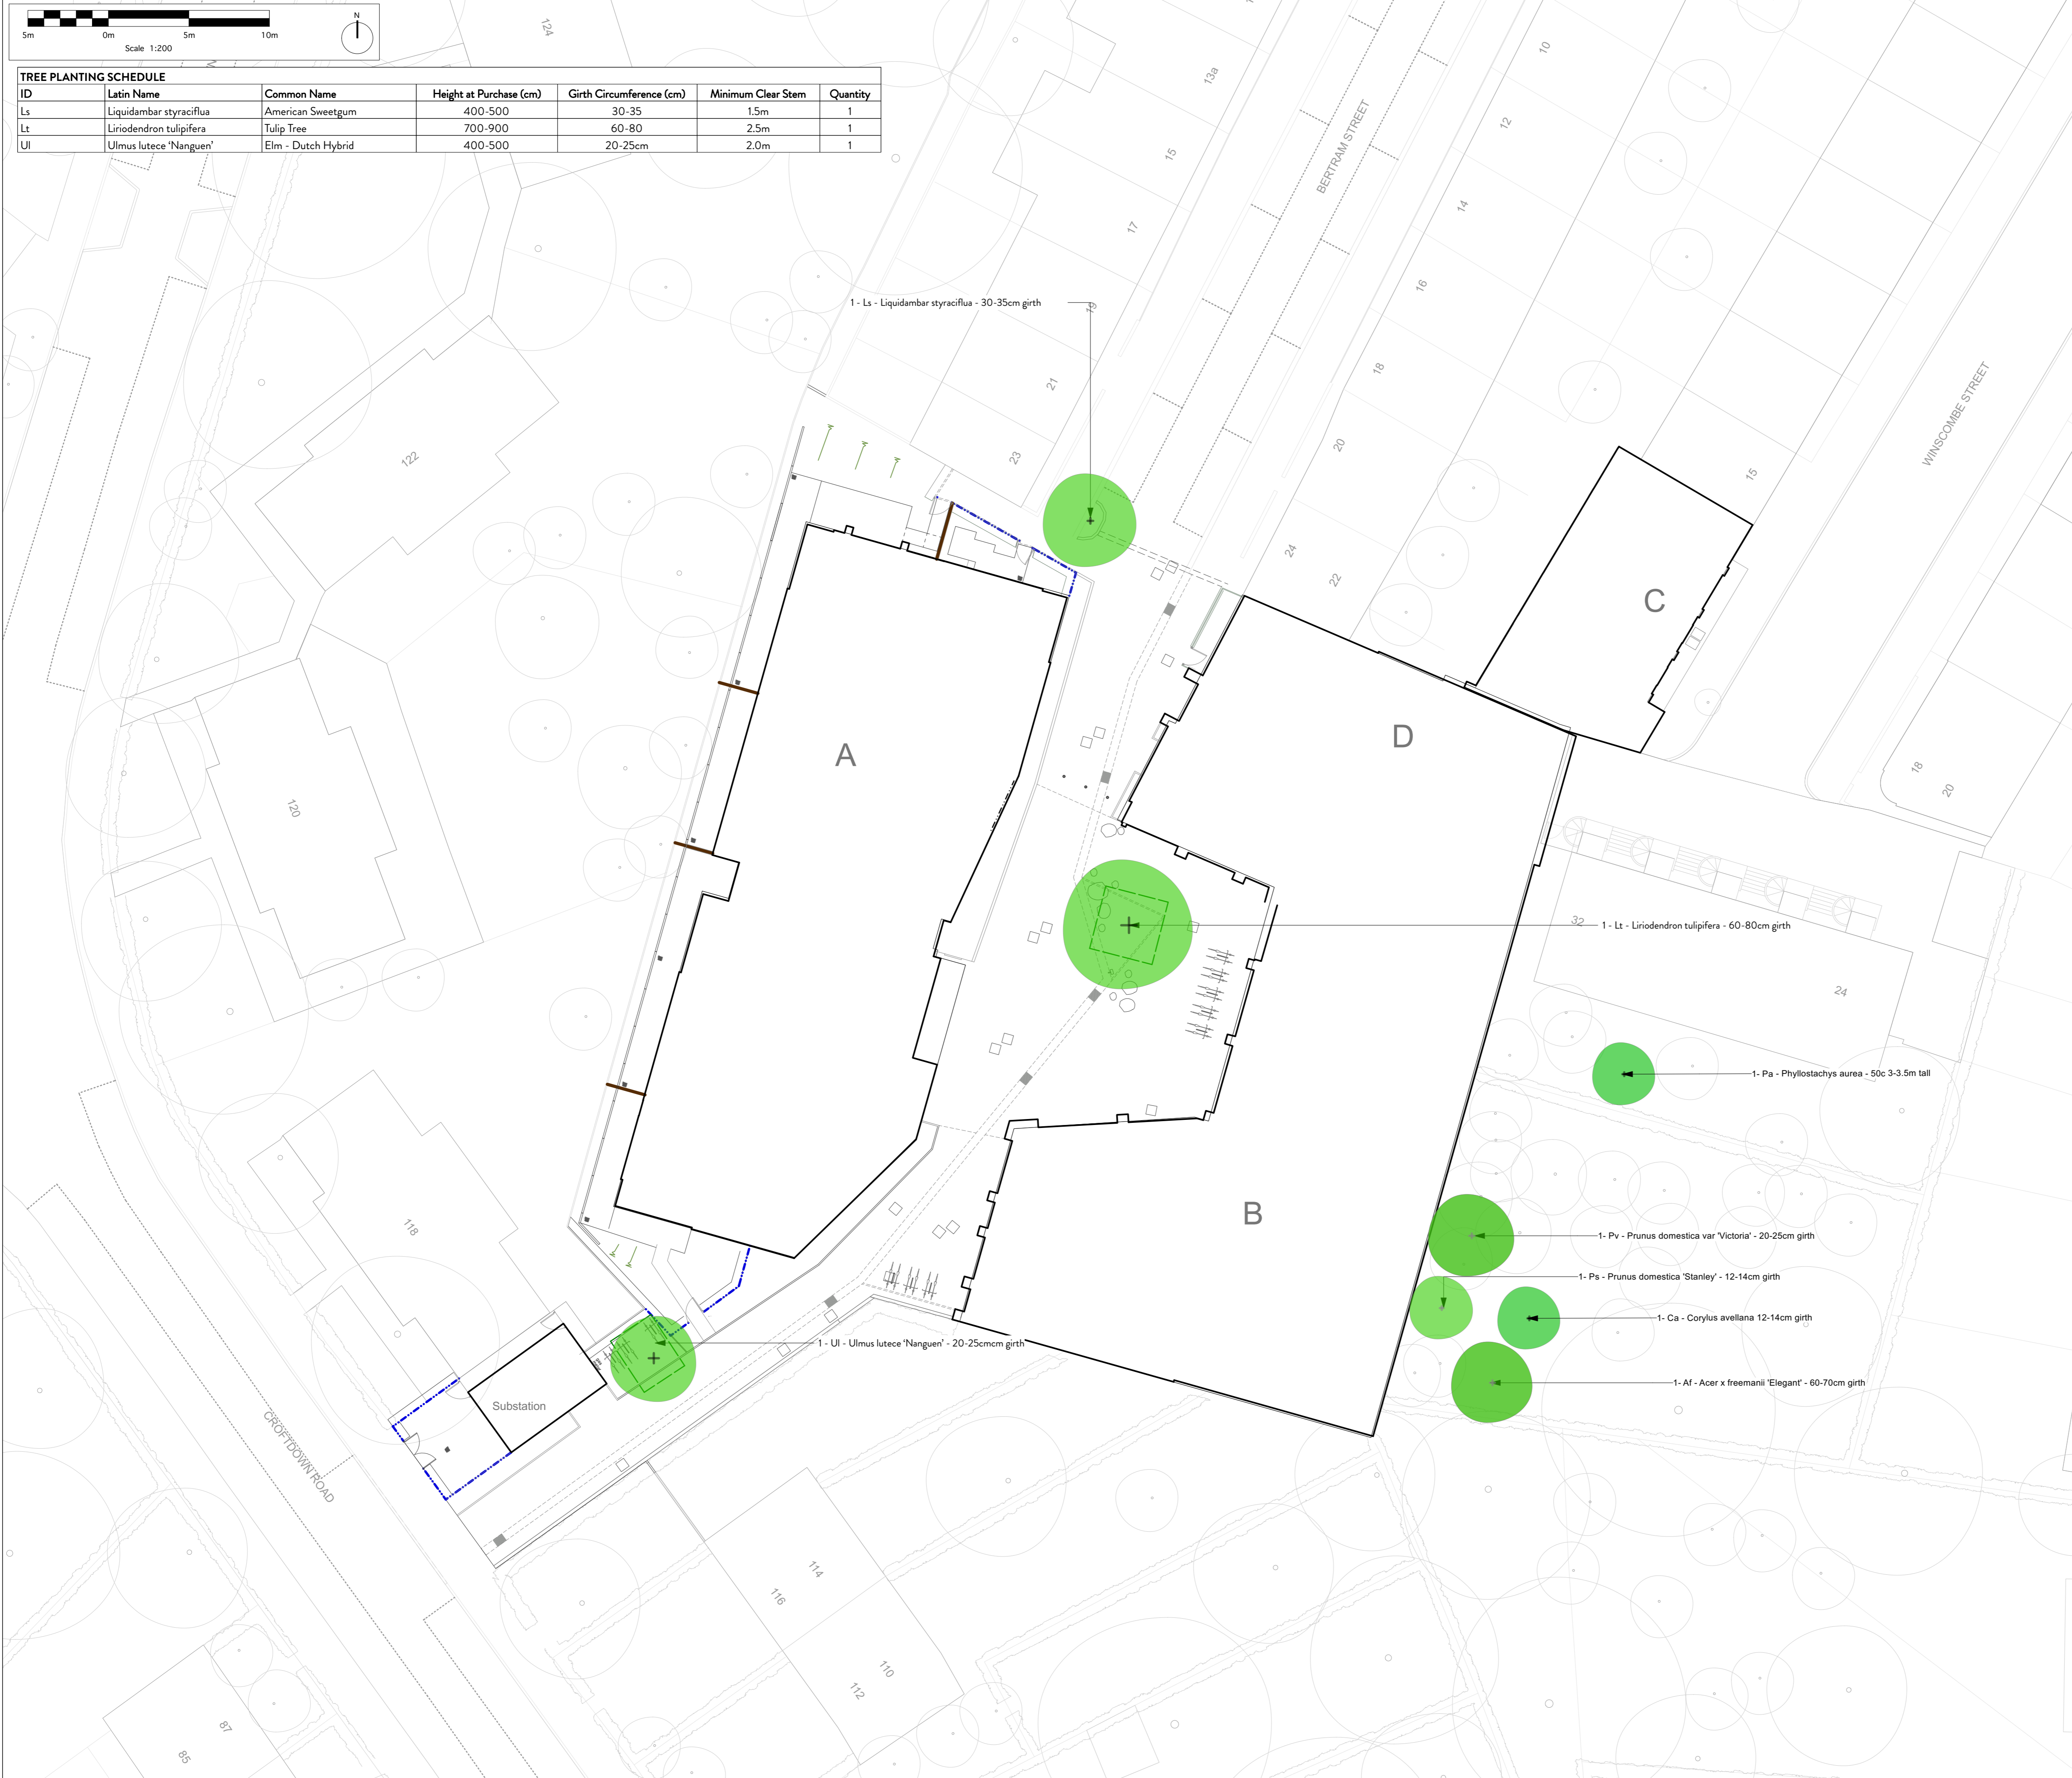 5m 0m 5m 10m
Scale 1:200
N
TREE PLANTING SCHEDULE
ID Latin Name Common Name Height at Purchase (cm) Girth Circumference (cm) Minimum Clear Stem Quantity
Ls Liquidambar styraciflua American Sweetgum 400-500 30-35 1.5m 1
Lt Liriodendron tulipifera Tulip Tree 700-900 60-80 2.5m 1
Ul Ulmus lutece ‘Nanguen’ Elm - Dutch Hybrid 400-500 20-25cm 2.0m 1
124
13a
10
12
15
BERTRAM STREET
14
17
16
1 - Ls - Liquidambar styraciflua - 30-35cm girth
19
18
21
WINSCOMBE STREET
20
23
122
15
24
22
C
A
D
18
20
120
32
1 - Lt - Liriodendron tulipifera - 60-80cm girth
24
1- Pa - Phyllostachys aurea - 50c 3-3.5m tall
118
B
1- Pv - Prunus domestica var 'Victoria' - 20-25cm girth
1- Ps - Prunus domestica 'Stanley' - 12-14cm girth
1- Ca - Corylus avellana 12-14cm girth
1 - Ul - Ulmus lutece ‘Nanguen’ - 20-25cmcm girth
1- Af - Acer x freemanii 'Elegant' - 60-70cm girth
Substation
CROFTDOWN ROAD
114
116
110
112
87
85